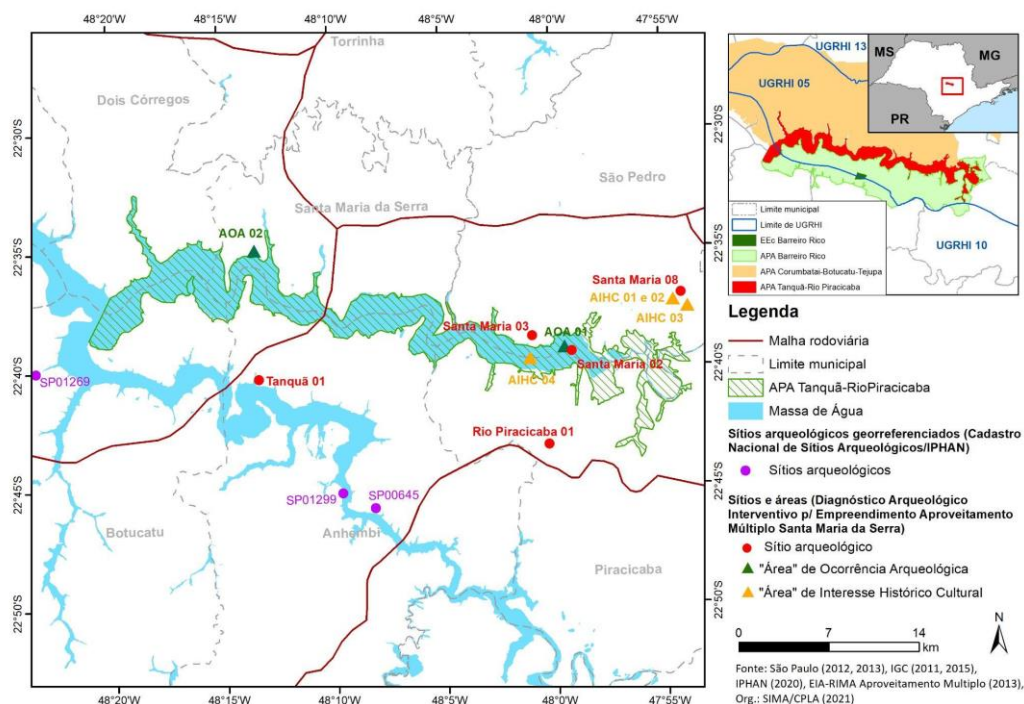 48°20'W
48°15'W
48°10'W
48°5'W
48°0'W
47°55'W
Torrinha
Dois Córregos
São Pedro
Santa Maria da Serra
AOA 02
Santa Maria 08
AIHC 01 e 02
AIHC 03
Santa Maria 03
AOA 01
Santa Maria 02
AIHC 04
SP01269
Tanquã 01
Rio Piracicaba 01
SP01299
SP00645
Botucatu
Anhembi
Piracicaba
22°30'S
22°35'S
22°40'S
22°45'S
22°50'S
22°30'S
22°35'S
22°40'S
22°45'S
22°50'S
48°20'W
48°15'W
48°10'W
48°5'W
48°0'W
47°55'W
UGRHI 13
UGRHI 05
UGRHI 10
MS
MG
PR
Limite municipal
Limite de UGRHI
EEc Barreiro Rico
APA Barreiro Rico
APA Corumbatai-Botucatu-Tejupa
APA Tanquã-Rio Piracicaba
Legenda
Malha rodoviária
Limite municipal
APA Tanquã-RioPiracicaba
Massa de Água
Sítios arqueológicos georreferenciados (Cadastro
Nacional de Sítios Arqueológicos/IPHAN)
Sítios arqueológicos
Sítios e áreas (Diagnóstico Arqueológico
Interventivo p/ Empreendimento Aproveitamento
Múltiplo Santa Maria da Serra)
Sítio arqueológico
"Área" de Ocorrência Arqueológica
"Área" de Interesse Histórico Cultural
N
0 7 14
km
Fonte: São Paulo (2012, 2013), IGC (2011, 2015),
IPHAN (2020), EIA-RIMA Aproveitamento Multiplo (2013),
Org.: SIMA/CPLA (2021)